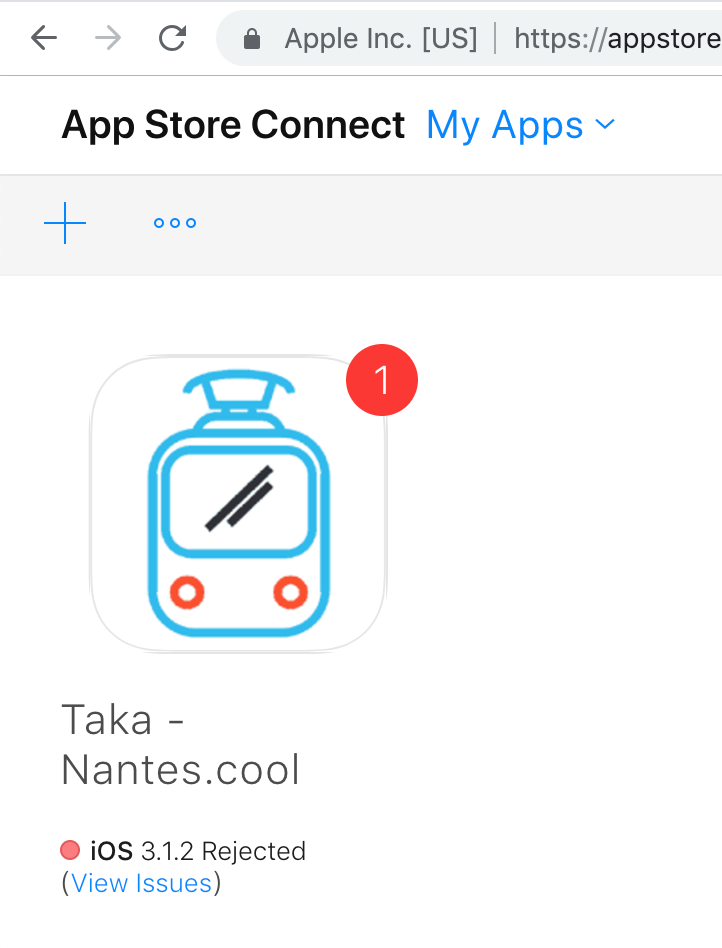 Apple Inc. [US] | https://appstore
App Store Connect My Apps
1
Taka -
Nantes.cool
iOS 3.1.2 Rejected
(View Issues)